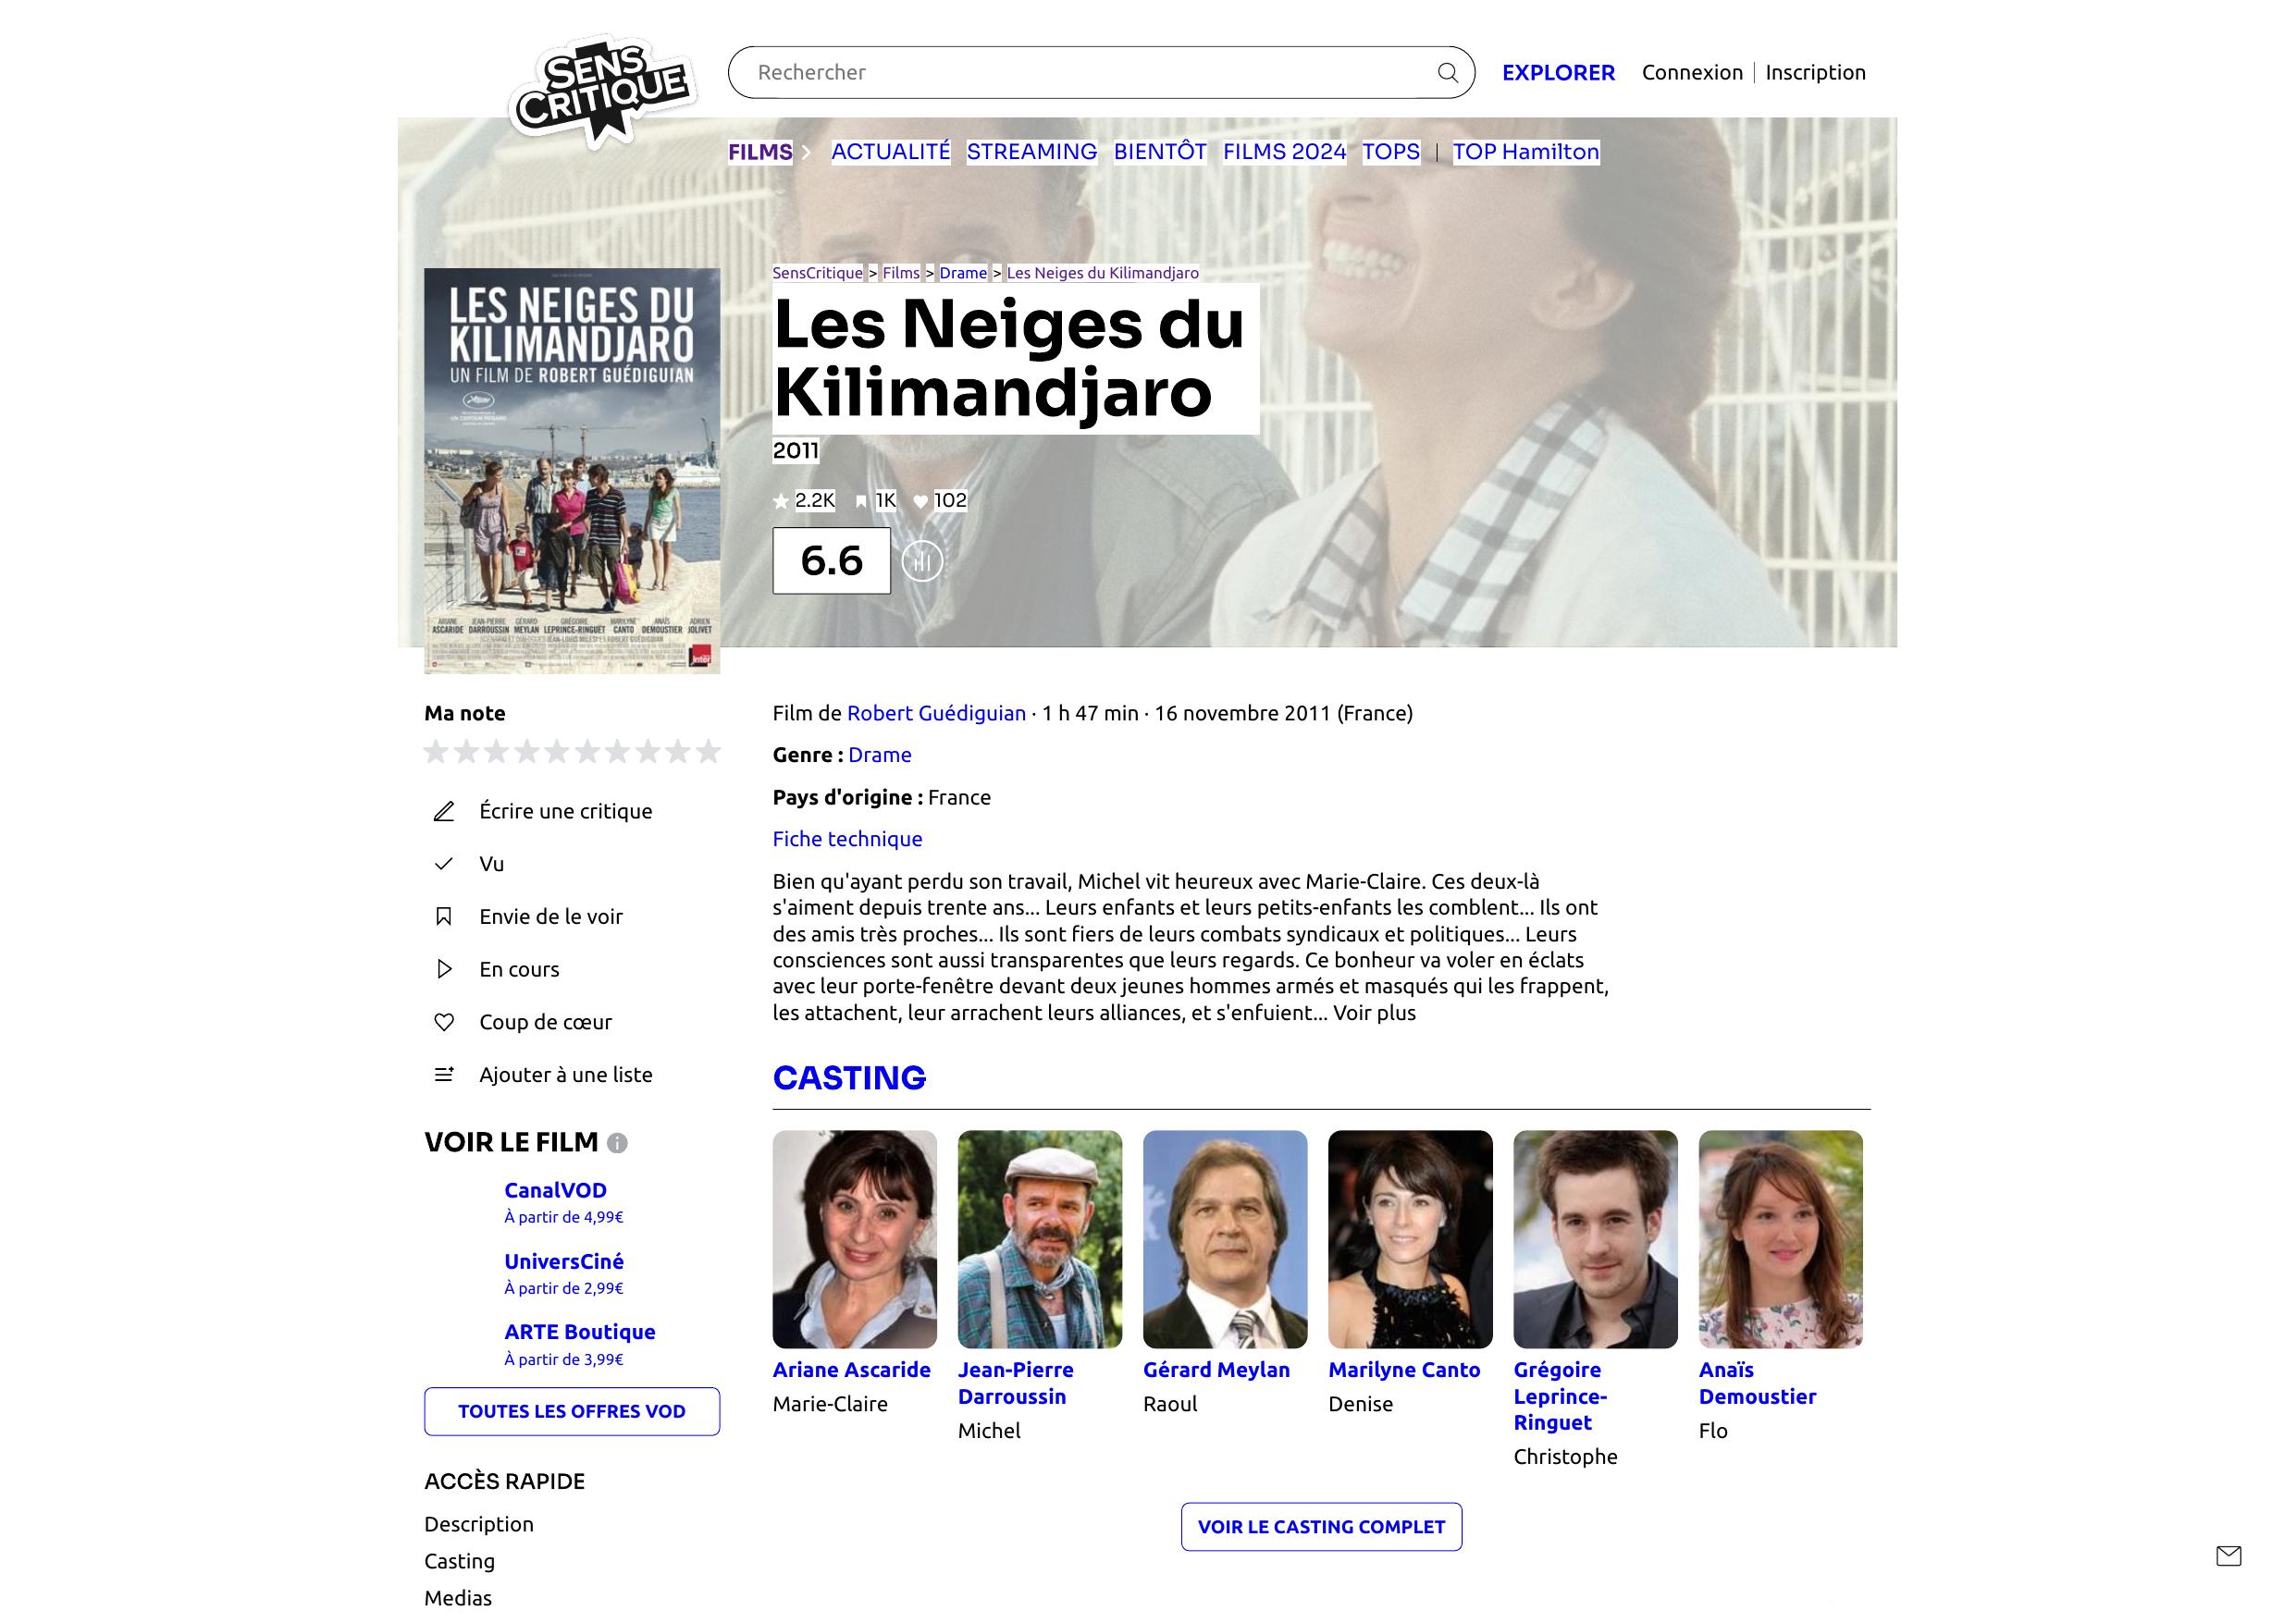 SENS
CRITIQUE
Rechercher
EXPLORER
Connexion | Inscription
FILMS
ACTUALITÉ STREAMING BIENTÔT FILMS 2024 TOPS | TOP Hamilton
LES NEIGES DU
KILIMANDJARO
UN FILM DE ROBERT GUÉDIGUIAN
ARIANE ASCARIDE
JEAN-PIERRE DARROUSSIN
GÉRARD MEYLAN
GRÉGOIRE LEPRINCE-RINGUET
MARILYNE CANTO
ANAÏS DEMOUSTIER
ADRIEN JOLIVET
inter
SensCritique > Films > Drame > Les Neiges du Kilimandjaro
Les Neiges du
Kilimandjaro
2011
2.2K 1K 102
6.6
Ma note
Écrire une critique
Vu
Envie de le voir
En cours
Coup de cœur
Ajouter à une liste
VOIR LE FILM
CanalVOD
À partir de 4,99€
UniversCiné
À partir de 2,99€
ARTE Boutique
À partir de 3,99€
TOUTES LES OFFRES VOD
ACCÈS RAPIDE
Description
Casting
Medias
Film de Robert Guédiguian · 1 h 47 min · 16 novembre 2011 (France)
Genre : Drame
Pays d'origine : France
Fiche technique
Bien qu'ayant perdu son travail, Michel vit heureux avec Marie-Claire. Ces deux-là
s'aiment depuis trente ans... Leurs enfants et leurs petits-enfants les comblent... Ils ont
des amis très proches... Ils sont fiers de leurs combats syndicaux et politiques... Leurs
consciences sont aussi transparentes que leurs regards. Ce bonheur va voler en éclats
avec leur porte-fenêtre devant deux jeunes hommes armés et masqués qui les frappent,
les attachent, leur arrachent leurs alliances, et s'enfuient... Voir plus
CASTING
Ariane Ascaride
Marie-Claire
Jean-Pierre
Darroussin
Michel
Gérard Meylan
Raoul
Marilyne Canto
Denise
Grégoire
Leprince-
Ringuet
Christophe
Anaïs
Demoustier
Flo
VOIR LE CASTING COMPLET